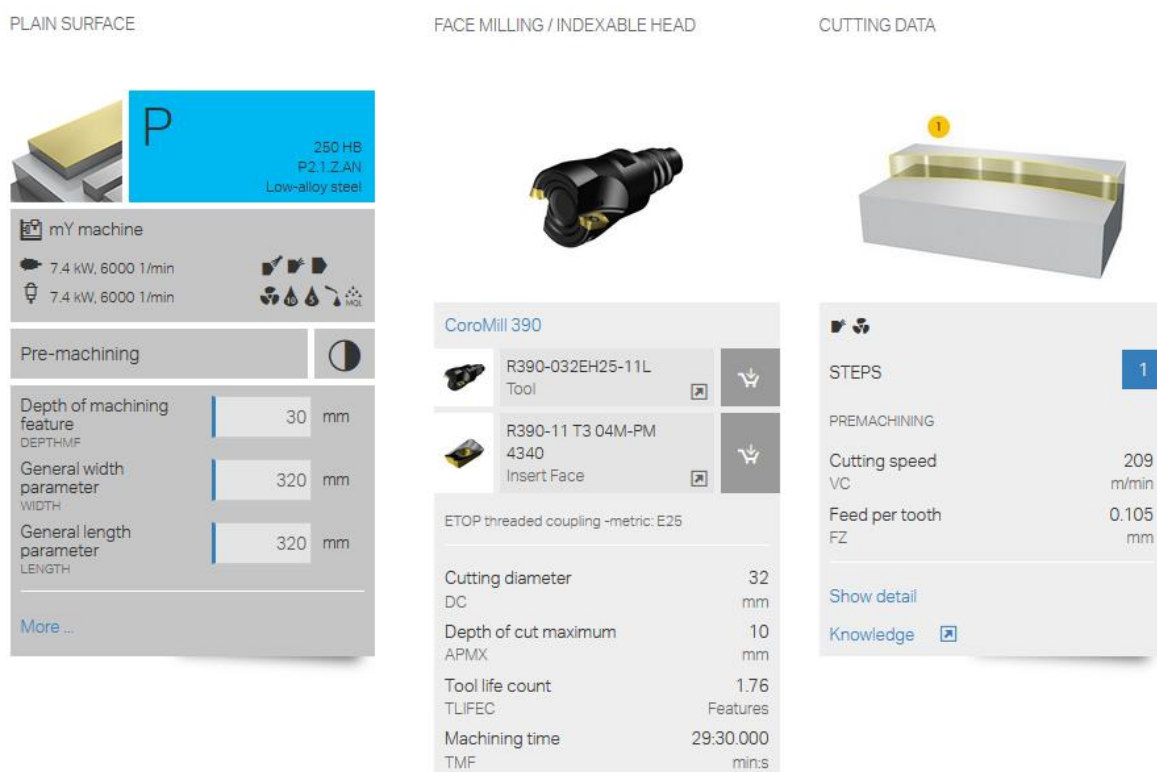 PLAIN SURFACE
P
250 HB
P2.1.Z.AN
Low-alloy steel
mY machine
7.4 kW, 6000 1/min
7.4 kW, 6000 1/min
10
5
MQL
Pre-machining
Depth of machining
feature
DEPTHMF
30 mm
General width
parameter
WIDTH
320 mm
General length
parameter
LENGTH
320 mm
More ...
FACE MILLING / INDEXABLE HEAD
CoroMill 390
R390-032EH25-11L
Tool
R390-11 T3 04M-PM
4340
Insert Face
ETOP threaded coupling -metric: E25
Cutting diameter 32
DC mm
Depth of cut maximum 10
APMX mm
Tool life count 1.76
TLIFEC Features
Machining time 29:30.000
TMF min:s
CUTTING DATA
1
STEPS 1
PREMACHINING
Cutting speed 209
VC m/min
Feed per tooth 0.105
FZ mm
Show detail
Knowledge